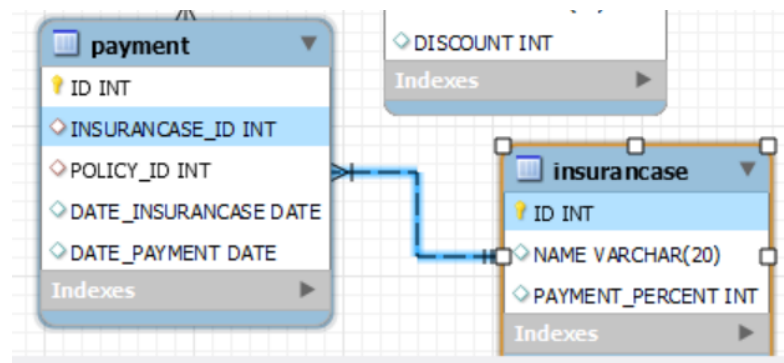 payment
ID INT
INSURANCASE_ID INT
POLICY_ID INT
DATE_INSURANCASE DATE
DATE_PAYMENT DATE
Indexes
DISCOUNT INT
Indexes
insurancase
ID INT
NAME VARCHAR(20)
PAYMENT_PERCENT INT
Indexes